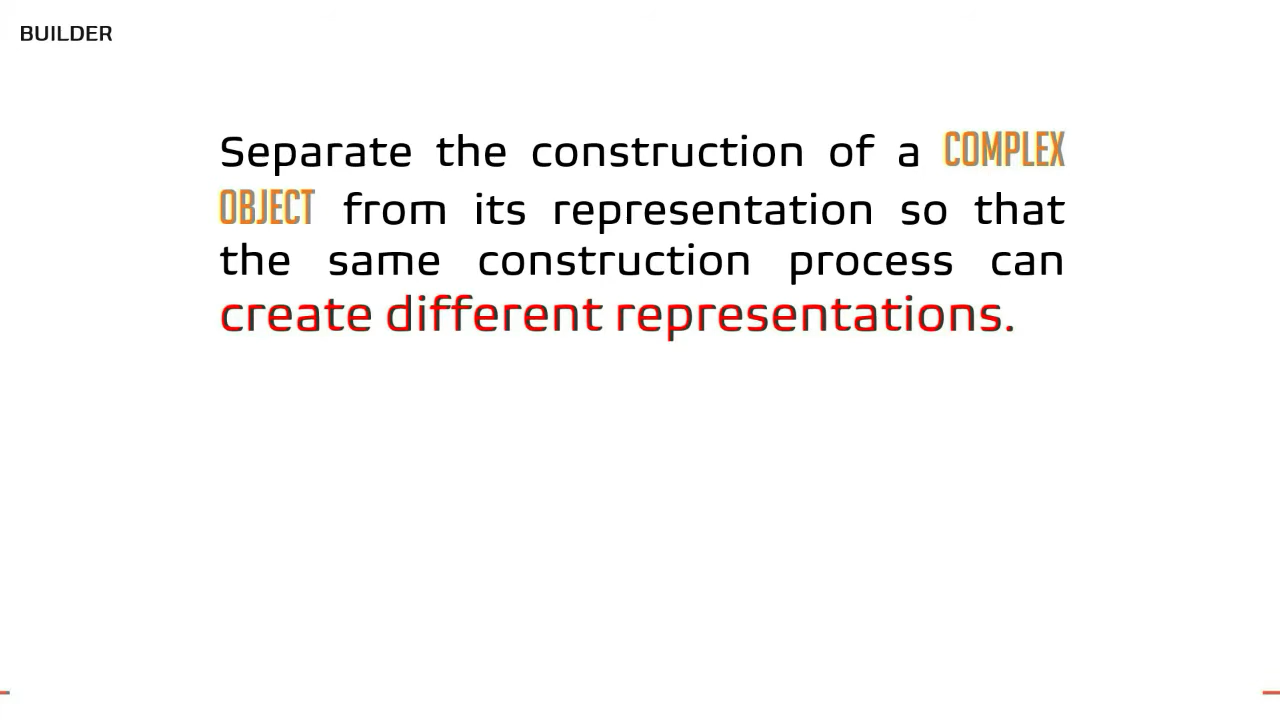 BUILDER
Separate the construction of a COMPLEX
OBJECT from its representation so that
the same construction process can
create different representations.